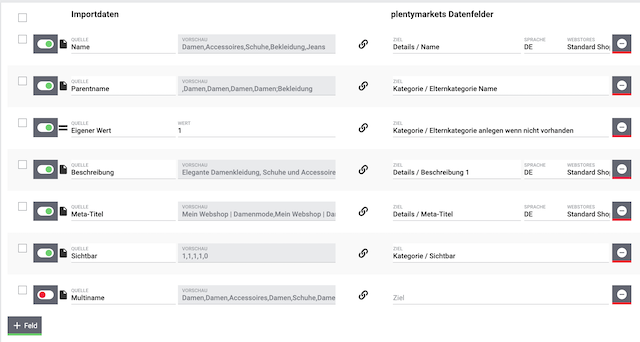 Importdaten plentymarkets Datenfelder
QUELLE VORSCHAU ZIEL SPRACHE WEBSTORES
Name Damen,Accessoires,Schuhe,Bekleidung,Jeans Details / Name DE Standard Sho
QUELLE VORSCHAU ZIEL
Parentname ,Damen,Damen,Damen,Damen;Bekleidung Kategorie / Elternkategorie Name
QUELLE WERT ZIEL
Eigener Wert 1 Kategorie / Elternkategorie anlegen wenn nicht vorhanden
QUELLE VORSCHAU ZIEL SPRACHE WEBSTORES
Beschreibung Elegante Damenkleidung, Schuhe und Accessoire Details / Beschreibung 1 DE Standard Sho
QUELLE VORSCHAU ZIEL SPRACHE WEBSTORES
Meta-Titel Mein Webshop | Damenmode,Mein Webshop | Da Details / Meta-Titel DE Standard Sho
QUELLE VORSCHAU ZIEL
Sichtbar 1,1,1,1,0 Kategorie / Sichtbar
QUELLE VORSCHAU
Multiname Damen,Damen,Accessoires,Damen,Schuhe,Dame Ziel
+ Feld